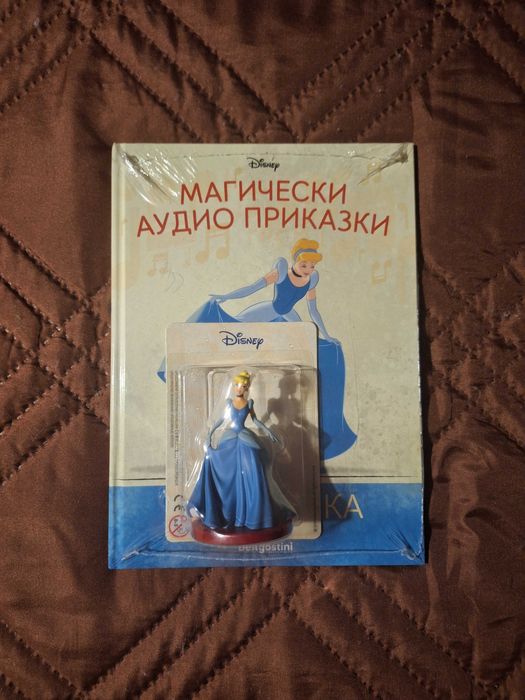 Disney
МАГИЧЕСКИ
АУДИО ПРИКАЗКИ
Disney
КА
DeAgostini